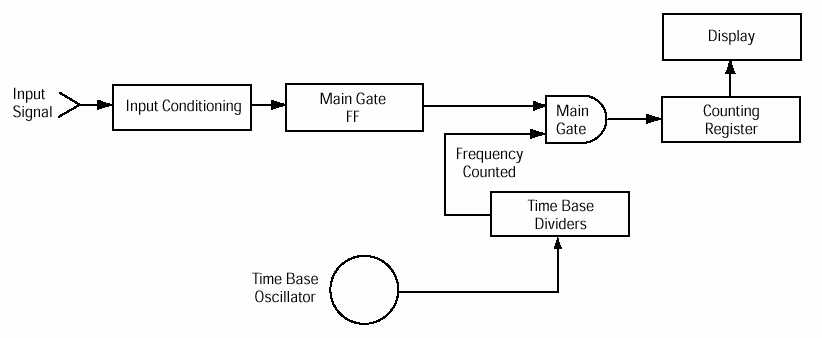 Display
Input
Signal
Input Conditioning
Main Gate
FF
Main
Gate
Counting
Register
Frequency
Counted
Time Base
Dividers
Time Base
Oscillator